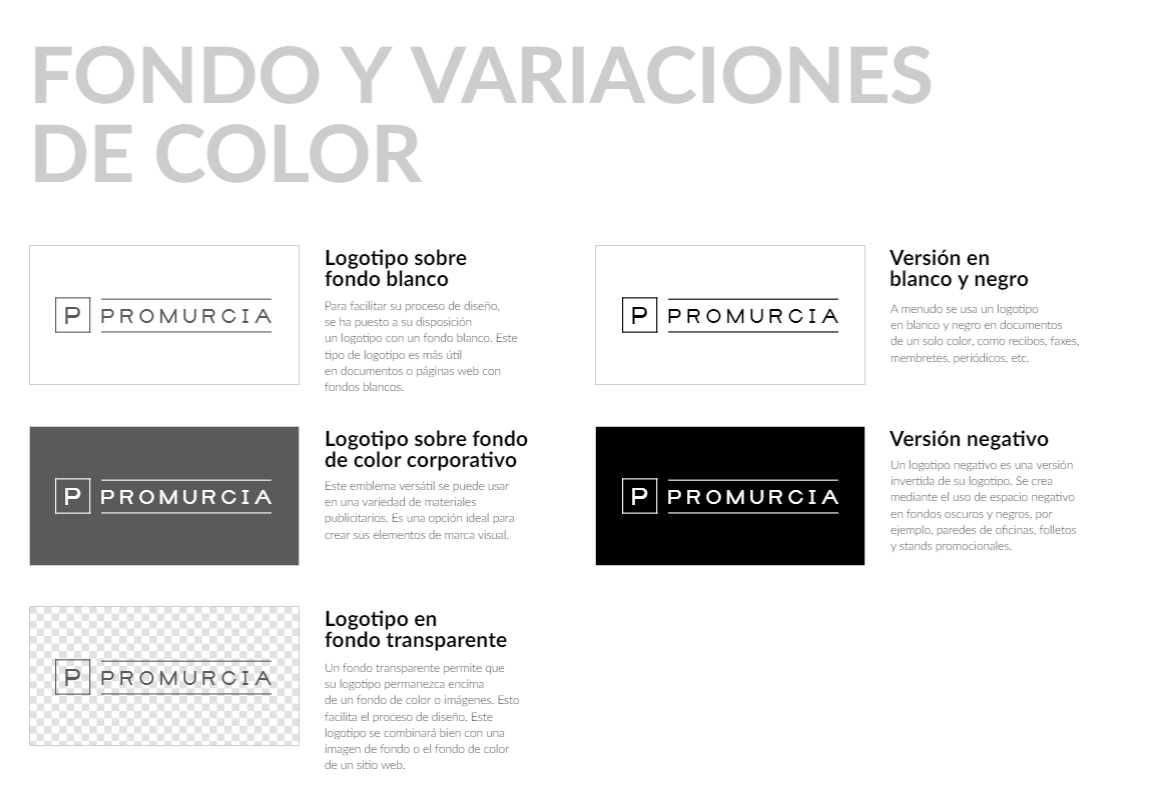 FONDO Y VARIACIONES
DE COLOR
P PROMURCIA
Logotipo sobre
fondo blanco
Para facilitar su proceso de diseño,
se ha puesto a su disposición
un logotipo con un fondo blanco. Este
tipo de logotipo es más útil
en documentos o páginas web con
fondos blancos.
P PROMURCIA
Versión en
blanco y negro
A menudo se usa un logotipo
en blanco y negro en documentos
de un solo color, como recibos, faxes,
membretes, periódicos, etc.
P PROMURCIA
Logotipo sobre fondo
de color corporativo
Este emblema versátil se puede usar
en una variedad de materiales
publicitarios. Es una opción ideal para
crear sus elementos de marca visual.
P PROMURCIA
Versión negativo
Un logotipo negativo es una versión
invertida de su logotipo. Se crea
mediante el uso de espacio negativo
en fondos oscuros y negros, por
ejemplo, paredes de oficinas, folletos
y stands promocionales.
P PROMURCIA
Logotipo en
fondo transparente
Un fondo transparente permite que
su logotipo permanezca encima
de un fondo de color o imágenes. Esto
facilita el proceso de diseño. Este
logotipo se combinará bien con una
imagen de fondo o el fondo de color
de un sitio web.